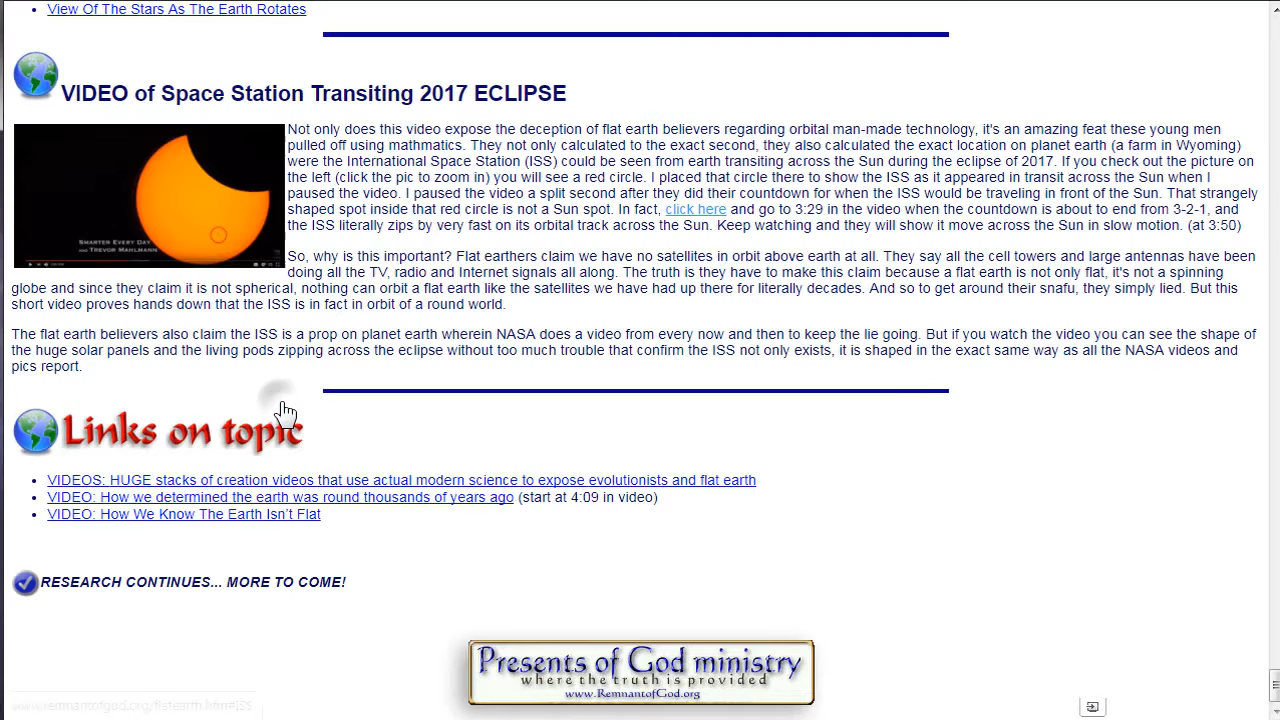 View Of The Stars As The Earth Rotates
VIDEO of Space Station Transiting 2017 ECLIPSE
Not only does this video expose the deception of flat earth believers regarding orbital man-made technology, it's an amazing feat these young men
pulled off using mathmatics. They not only calculated to the exact second, they also calculated the exact location on planet earth (a farm in Wyoming)
were the International Space Station (ISS) could be seen from earth transiting across the Sun during the eclipse of 2017. If you check out the picture on
the left (click the pic to zoom in) you will see a red circle. I placed that circle there to show the ISS as it appeared in transit across the Sun when I
paused the video. I paused the video a split second after they did their countdown for when the ISS would be traveling in front of the Sun. That strangely
shaped spot inside that red circle is not a Sun spot. In fact, click here and go to 3:29 in the video when the countdown is about to end from 3-2-1, and
the ISS literally zips by very fast on its orbital track across the Sun. Keep watching and they will show it move across the Sun in slow motion. (at 3:50)
SMARTER EVERY DAY
AND TREVOR MAHLMANN
So, why is this important? Flat earthers claim we have no satellites in orbit above earth at all. They say all the cell towers and large antennas have been
doing all the TV, radio and Internet signals all along. The truth is they have to make this claim because a flat earth is not only flat, it's not a spinning
globe and since they claim it is not spherical, nothing can orbit a flat earth like the satellites we have had up there for literally decades. And so to get around their snafu, they simply lied. But this
short video proves hands down that the ISS is in fact in orbit of a round world.
The flat earth believers also claim the ISS is a prop on planet earth wherein NASA does a video from every now and then to keep the lie going. But if you watch the video you can see the shape of
the huge solar panels and the living pods zipping across the eclipse without too much trouble that confirm the ISS not only exists, it is shaped in the exact same way as all the NASA videos and
pics report.
Links on topic
VIDEOS: HUGE stacks of creation videos that use actual modern science to expose evolutionists and flat earth
VIDEO: How we determined the earth was round thousands of years ago (start at 4:09 in video)
VIDEO: How We Know The Earth Isn't Flat
RESEARCH CONTINUES... MORE TO COME!
Presents of God ministry
where the truth is provided
www.RemnantofGod.org